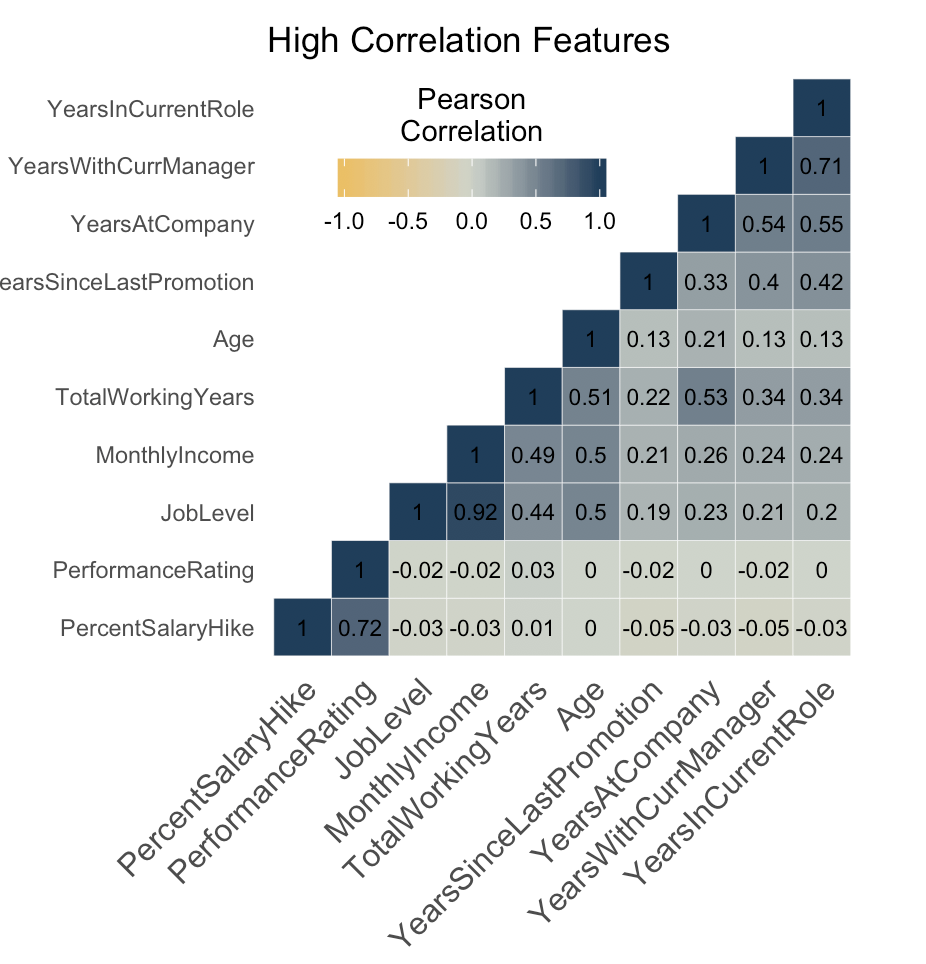 High Correlation Features
Pearson
Correlation
-1.0 -0.5 0.0 0.5 1.0
YearsInCurrentRole 1
YearsWithCurrManager 1 0.71
YearsAtCompany 1 0.54 0.55
earsSinceLastPromotion 1 0.33 0.4 0.42
Age 1 0.13 0.21 0.13 0.13
TotalWorkingYears 1 0.51 0.22 0.53 0.34 0.34
MonthlyIncome 1 0.49 0.5 0.21 0.26 0.24 0.24
JobLevel 1 0.92 0.44 0.5 0.19 0.23 0.21 0.2
PerformanceRating 1 -0.02 -0.02 0.03 0 -0.02 0 -0.02 0
PercentSalaryHike 1 0.72 -0.03 -0.03 0.01 0 -0.05 -0.03 -0.05 -0.03
PercentSalaryHike
PerformanceRating
JobLevel
MonthlyIncome
TotalWorkingYears
Age
YearsSinceLastPromotion
YearsAtCompany
YearsWithCurrManager
YearsInCurrentRole